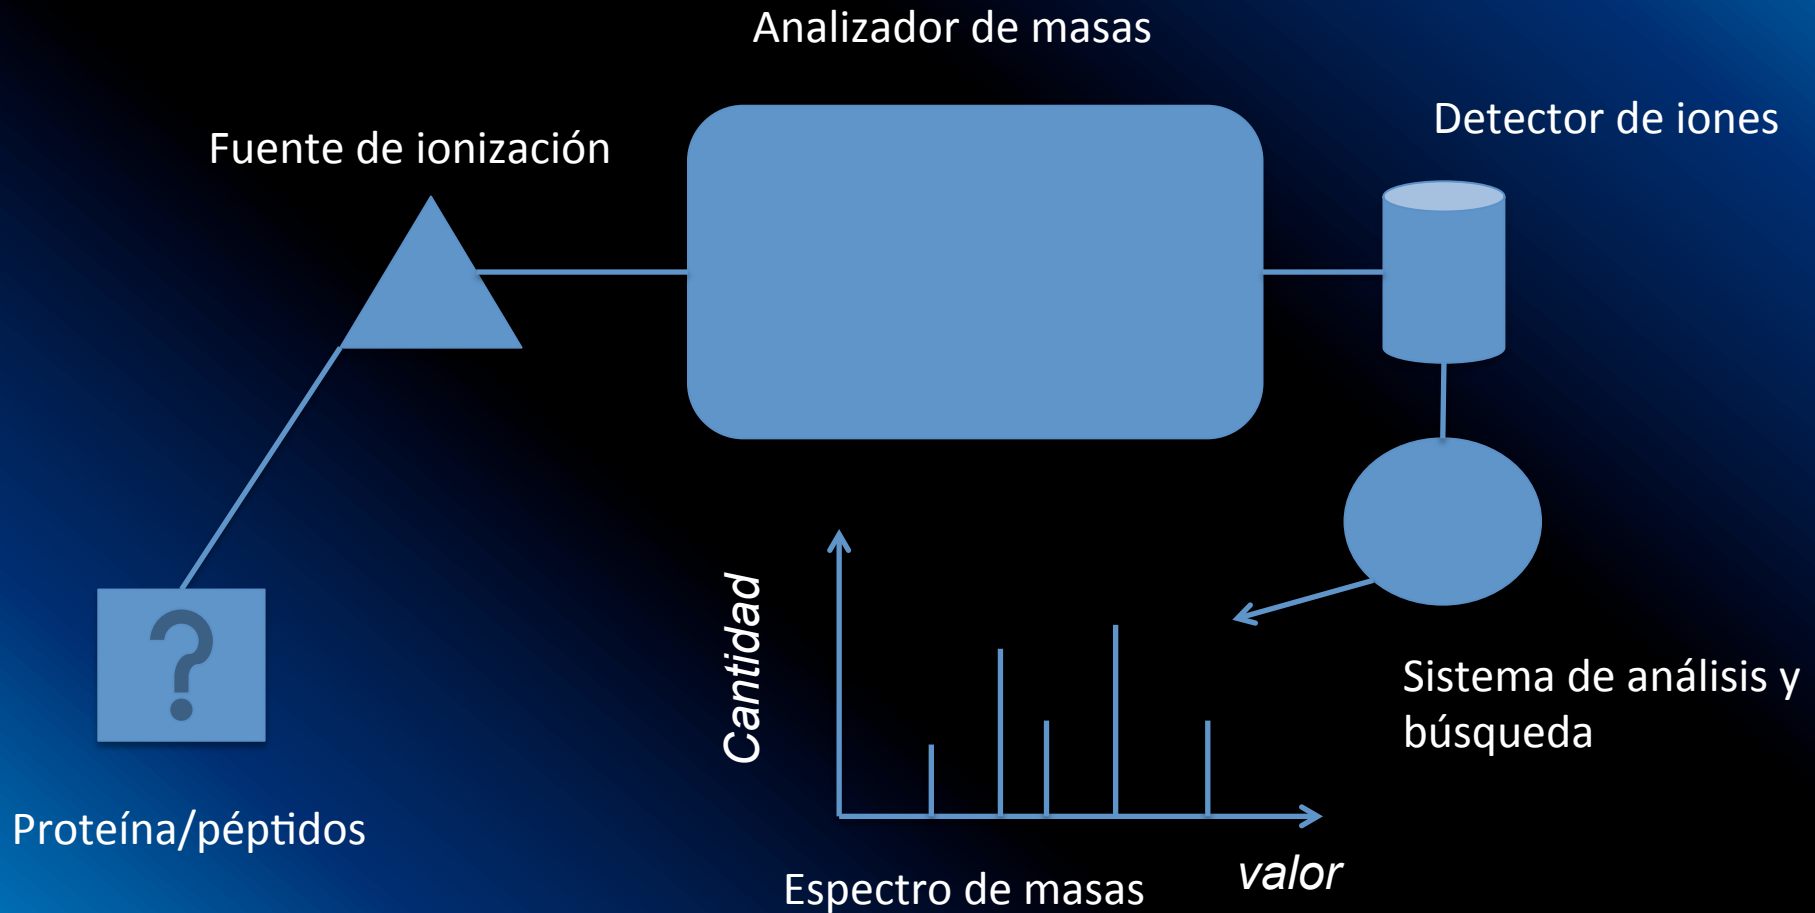 Analizador de masas
Detector de iones
Fuente de ionización
?
Cantidad
Sistema de análisis y
búsqueda
Proteína/péptidos
valor
Espectro de masas